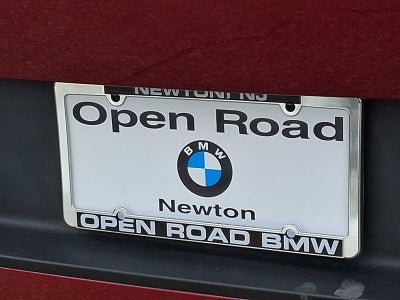 NEWTON, NJ
Open Road
BMW
Newton
OPEN ROAD BMW